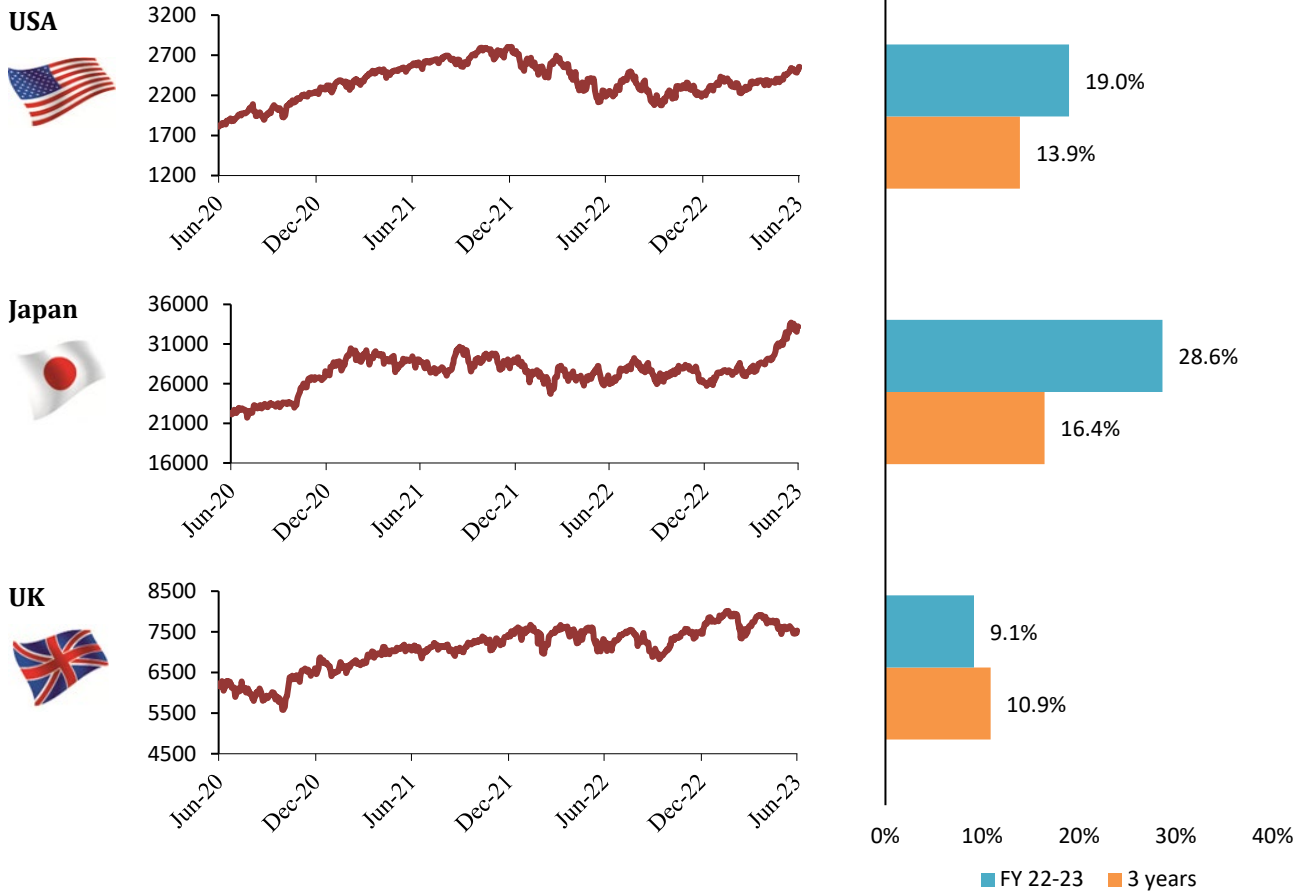 USA
3200
2700
2200
1700
1200
Jun-20 Dec-20 Jun-21 Dec-21 Jun-22 Dec-22 Jun-23
19.0%
13.9%
Japan
36000
31000
26000
21000
16000
Jun-20 Dec-20 Jun-21 Dec-21 Jun-22 Dec-22 Jun-23
28.6%
16.4%
UK
8500
7500
6500
5500
4500
Jun-20 Dec-20 Jun-21 Dec-21 Jun-22 Dec-22 Jun-23
9.1%
10.9%
0% 10% 20% 30% 40%
FY 22-23 3 years